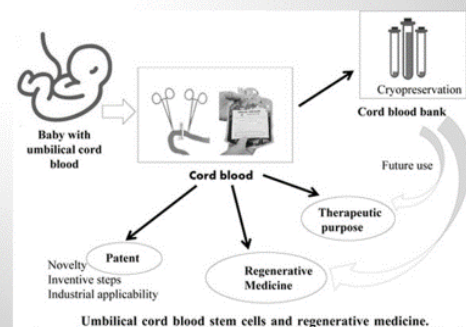 Cryopreservation
Cord blood bank
Baby with
umbilical cord
blood
Cord blood
Future use
Therapeutic
purpose
Patent
Novelty
Inventive steps
Industrial applicability
Regenerative
Medicine
Umbilical cord blood stem cells and regenerative medicine.